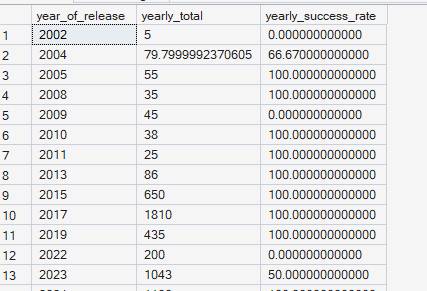 year_of_release yearly_total yearly_success_rate
1 2002 5 0.000000000000
2 2004 79.7999992370605 66.670000000000
3 2005 55 100.000000000000
4 2008 35 100.000000000000
5 2009 45 0.000000000000
6 2010 38 100.000000000000
7 2011 25 100.000000000000
8 2013 86 100.000000000000
9 2015 650 100.000000000000
10 2017 1810 100.000000000000
11 2019 435 100.000000000000
12 2022 200 0.000000000000
13 2023 1043 50.000000000000